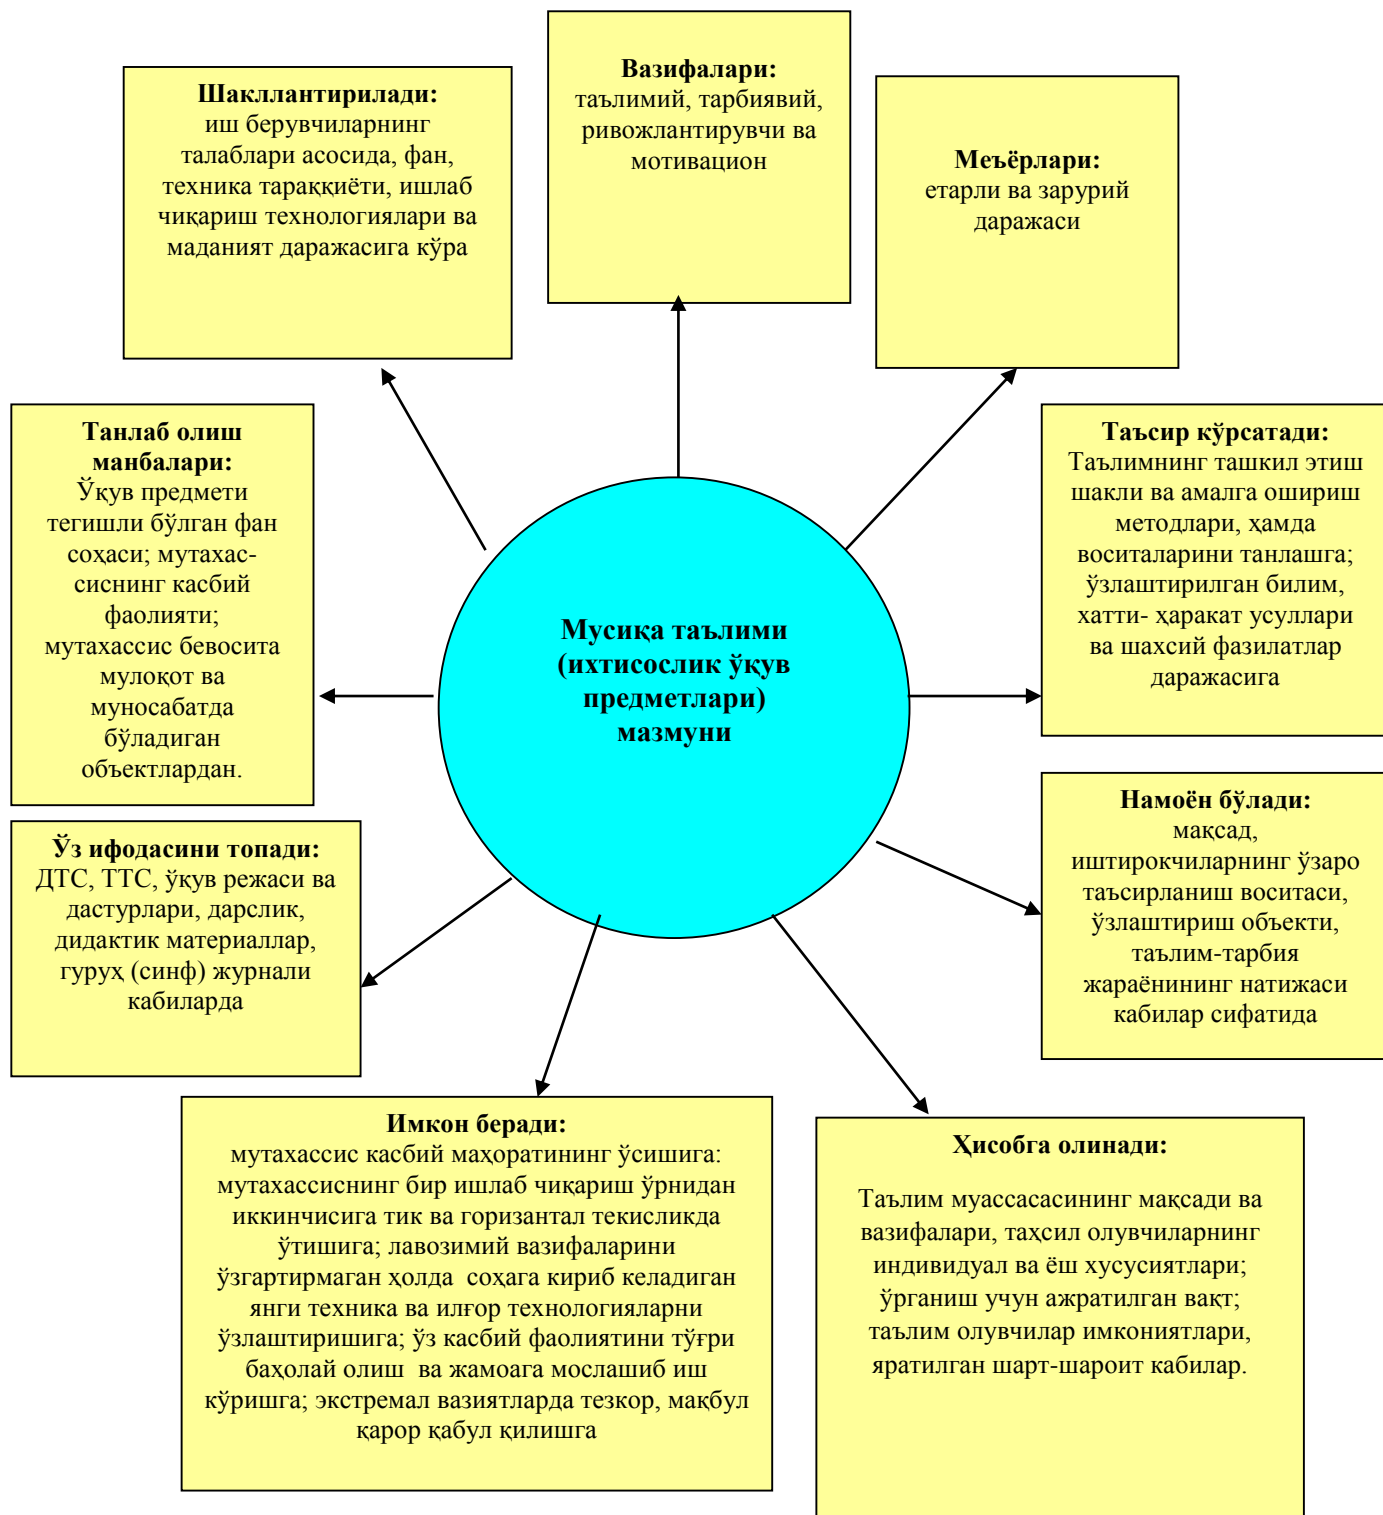 Вазифалари:
таълимий, тарбиявий,
ривожлантирувчи ва
мотивацион
Шакллантирилади:
иш берувчиларнинг
талаблари асосида, фан,
техника тараққиёти, ишлаб
чиқариш технологиялари ва
маданият даражасига кўра
Меъёрлари:
етарли ва зарурий
даражаси
Танлаб олиш
манбалари:
Ўқув предмети
тегишли бўлган фан
соҳаси; мутахас-
сиснинг касбий
фаолияти;
мутахассис бевосита
мулоқот ва
муносабатда
бўладиган
объектлардан.
Таъсир кўрсатади:
Таълимнинг ташкил этиш
шакли ва амалга ошириш
методлари, ҳамда
воситаларини танлашга;
ўзлаштирилган билим,
хатти- ҳаракат усуллари
ва шахсий фазилатлар
даражасига
Мусиқа таълими
(ихтисослик ўқув
предметлари)
мазмуни
Намоён бўлади:
мақсад,
иштирокчиларнинг ўзаро
таъсирланиш воситаси,
ўзлаштириш объекти,
таълим-тарбия
жараёнининг натижаси
кабилар сифатида
Ўз ифодасини топади:
ДТС, ТТС, ўқув режаси ва
дастурлари, дарслик,
дидактик материаллар,
гуруҳ (синф) журнали
кабиларда
Имкон беради:
мутахассис касбий маҳоратининг ўсишига:
мутахассиснинг бир ишлаб чиқариш ўрнидан
иккинчисига тик ва горизантал текисликда
ўтишига; лавозимий вазифаларини
ўзгартирмаган ҳолда соҳага кириб келадиган
янги техника ва илғор технологияларни
ўзлаштиришига; ўз касбий фаолиятини тўғри
баҳолай олиш ва жамоага мослашиб иш
кўришга; экстремал вазиятларда тезкор, мақбул
қарор қабул қилишга
Ҳисобга олинади:
Таълим муассасасининг мақсади ва
вазифалари, таҳсил олувчиларнинг
индивидуал ва ёш хусусиятлари;
ўрганиш учун ажратилган вақт;
таълим олувчилар имкониятлари,
яратилган шарт-шароит кабилар.